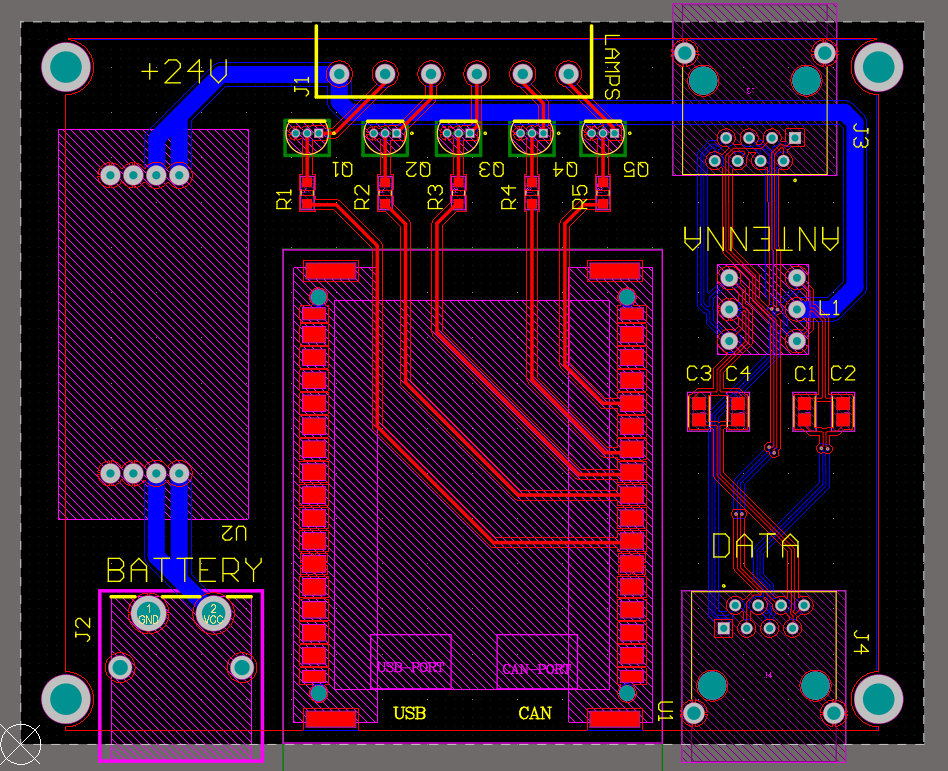 +24V
J1
LAMPS
J3
Q1
Q2
Q3
Q4
Q5
R1
R2
R3
R4
R5
ANTENNA
L1
C3
C4
C1
C2
U2
BATTERY
DATA
1
GND
2
VCC
J2
J4
USB-PORT
CAN-PORT
USB
CAN
U1